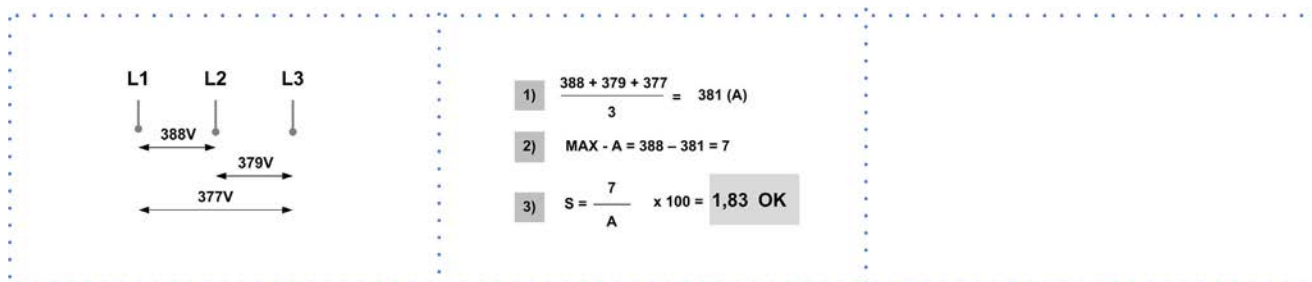 L1 L2 L3
388V
379V
377V
1) 388 + 379 + 377
3
= 381 (A)
2) MAX - A = 388 – 381 = 7
3) S = 7
A
x 100 = 1,83 OK